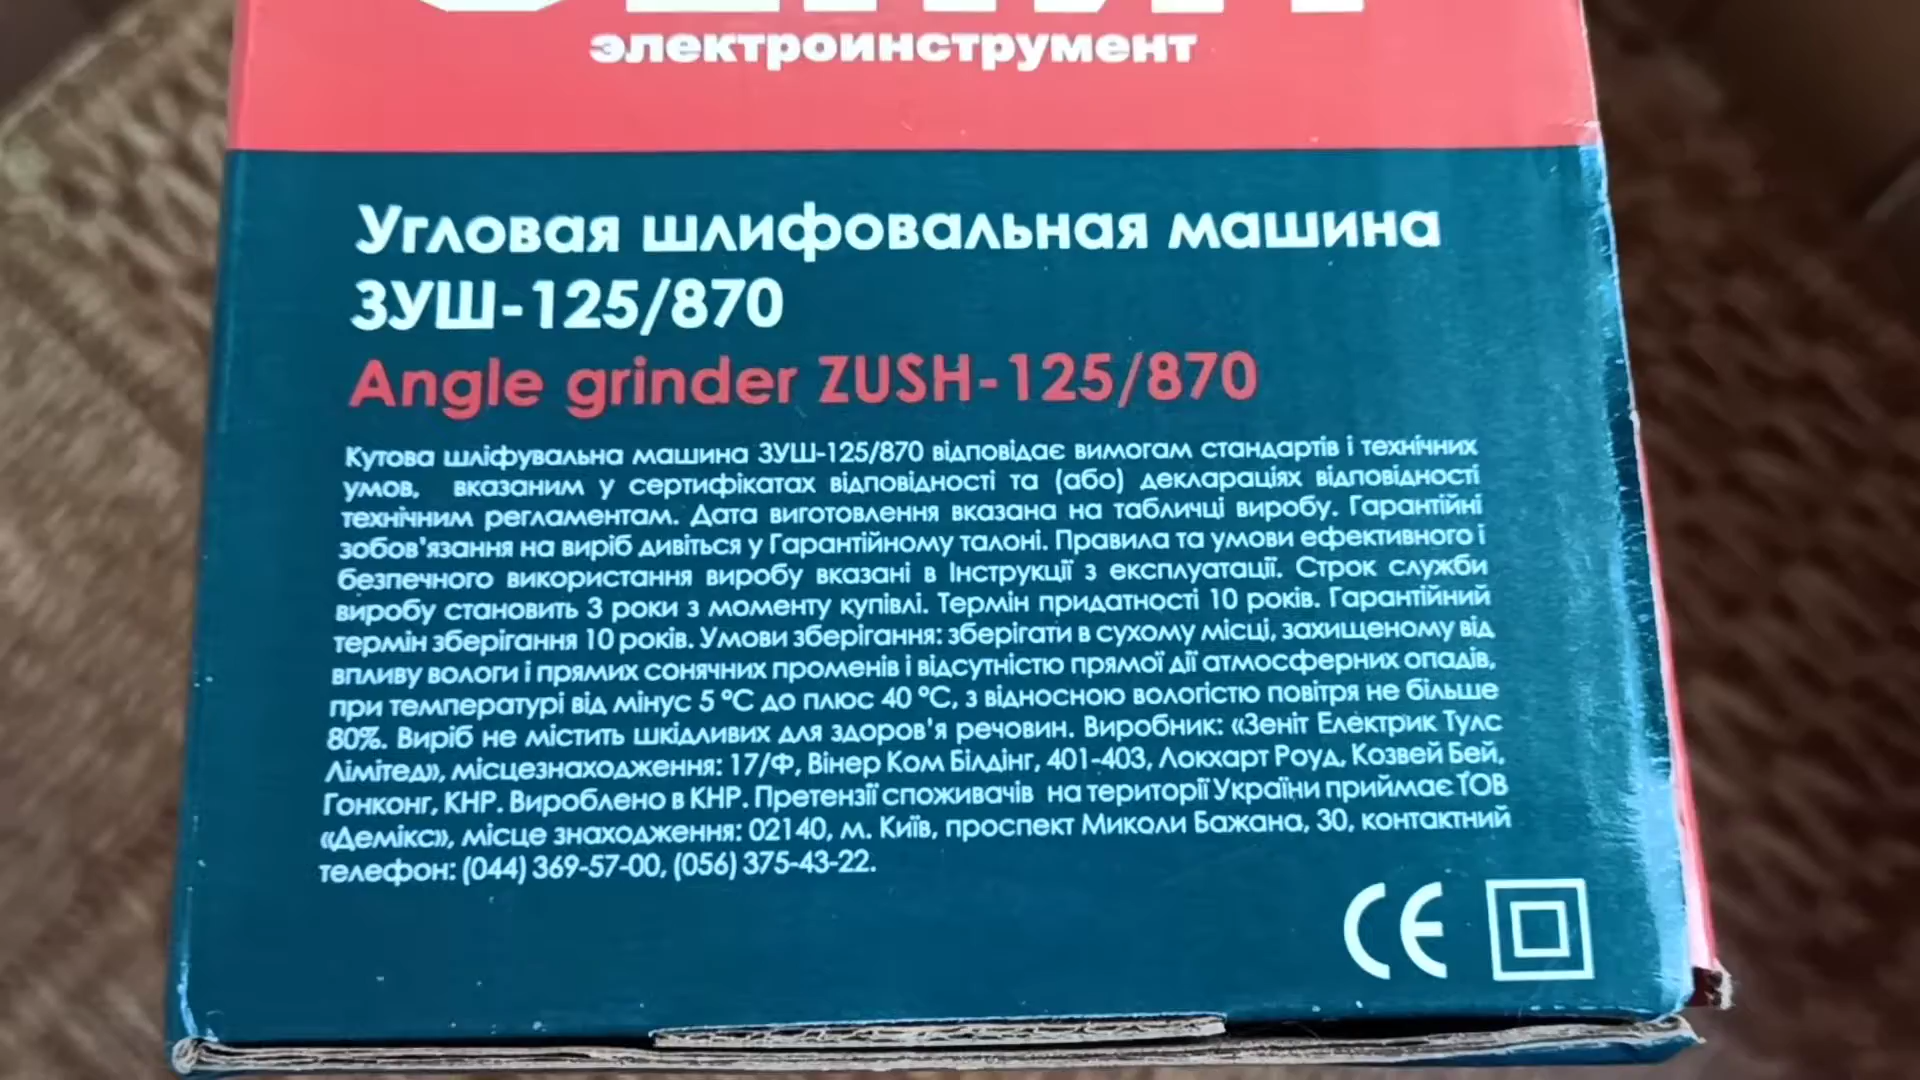 электроинструмент
Угловая шлифовальная машина
ЗУШ-125/870
Angle grinder ZUSH-125/870
Кутова шліфувальна машина ЗУШ-125/870 відповідає вимогам стандартів і технічних
умов, вказаним у сертифікатах відповідності та (або) деклараціях відповідності
технічним регламентам. Дата виготовлення вказана на табличці виробу. Гарантійні
зобов'язання на виріб дивіться у Гарантійному талоні. Правила та умови ефективного і
безпечного використання виробу вказані в Інструкції з експлуатації. Строк служби
виробу становить 3 роки з моменту купівлі. Термін придатності 10 років. Гарантійний
термін зберігання 10 років. Умови зберігання: зберігати в сухому місці, захищеному від
впливу вологи і прямих сонячних променів і відсутністю прямої дії атмосферних опадів,
при температурі від мінус 5 °С до плюс 40 °С, з відносною вологістю повітря не більше
80%. Виріб не містить шкідливих для здоров'я речовин. Виробник: «Зеніт Електрик Тулс
Лімітед», місцезнаходження: 17/Ф, Вінер Ком Білдінг, 401-403, Локхарт Роуд, Козвей Бей,
Гонконг, КНР. Вироблено в КНР. Претензії споживачів на території України приймає ТОВ
«Демікс», місце знаходження: 02140, м. Київ, проспект Миколи Бажана, 30, контактний
телефон: (044) 369-57-00, (056) 375-43-22.
CE